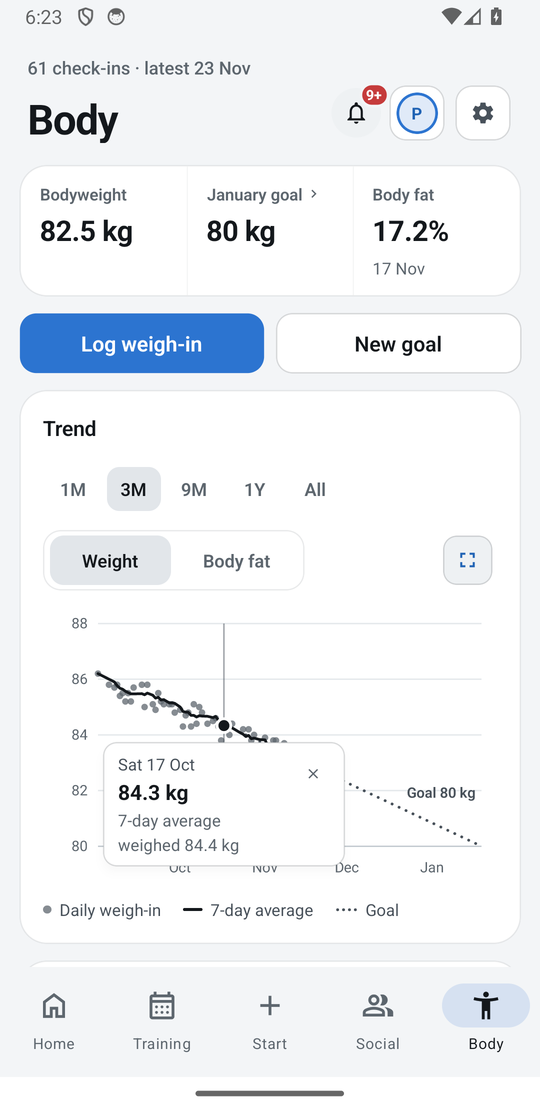 6:23
61 check-ins · latest 23 Nov
Body
9+
P
Bodyweight
82.5 kg
January goal
80 kg
Body fat
17.2%
17 Nov
Log weigh-in
New goal
Trend
1M 3M 9M 1Y All
Weight Body fat
88
86
84
82
80
Goal 80 kg
Sat 17 Oct
84.3 kg
7-day average
weighed 84.4 kg
Oct Nov Dec Jan
Daily weigh-in 7-day average Goal
Home Training Start Social Body